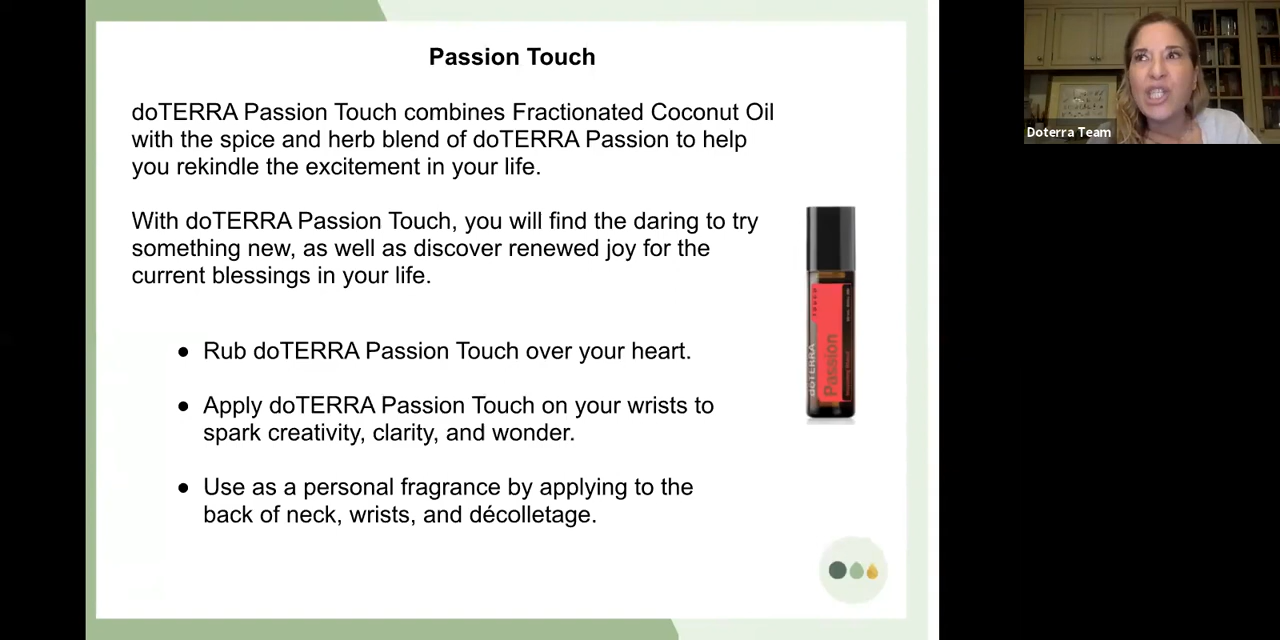 Passion Touch
doTERRA Passion Touch combines Fractionated Coconut Oil
with the spice and herb blend of doTERRA Passion to help
you rekindle the excitement in your life.
With doTERRA Passion Touch, you will find the daring to try
something new, as well as discover renewed joy for the
current blessings in your life.
● Rub doTERRA Passion Touch over your heart.
● Apply doTERRA Passion Touch on your wrists to
spark creativity, clarity, and wonder.
● Use as a personal fragrance by applying to the
back of neck, wrists, and décolletage.
doTERRA
Passion
Doterra Team